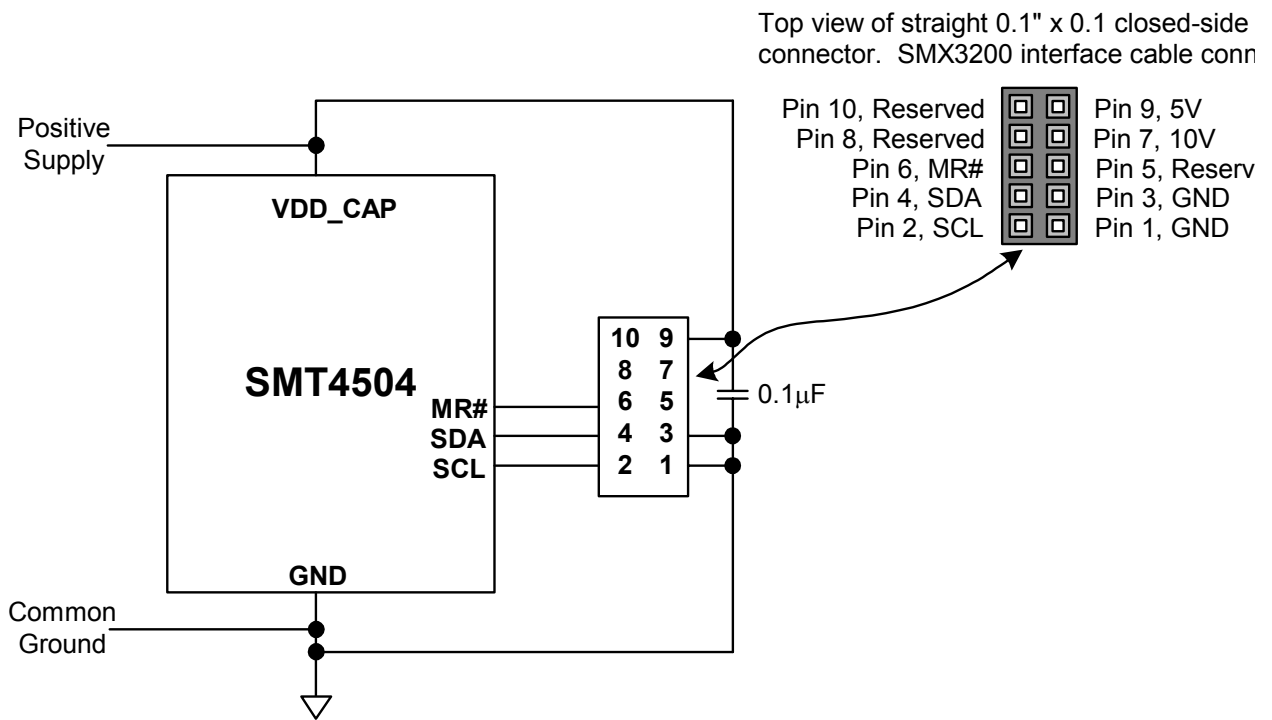 Top view of straight 0.1" x 0.1 closed-side
connector. SMX3200 interface cable conn
Pin 10, Reserved
Pin 9, 5V
Pin 8, Reserved
Pin 7, 10V
Pin 6, MR#
Pin 5, Reserv
Pin 4, SDA
Pin 3, GND
Pin 2, SCL
Pin 1, GND
Positive
Supply
VDD_CAP
SMT4504
MR#
SDA
SCL
GND
10 9
8 7
6 5
4 3
2 1
0.1μF
Common
Ground